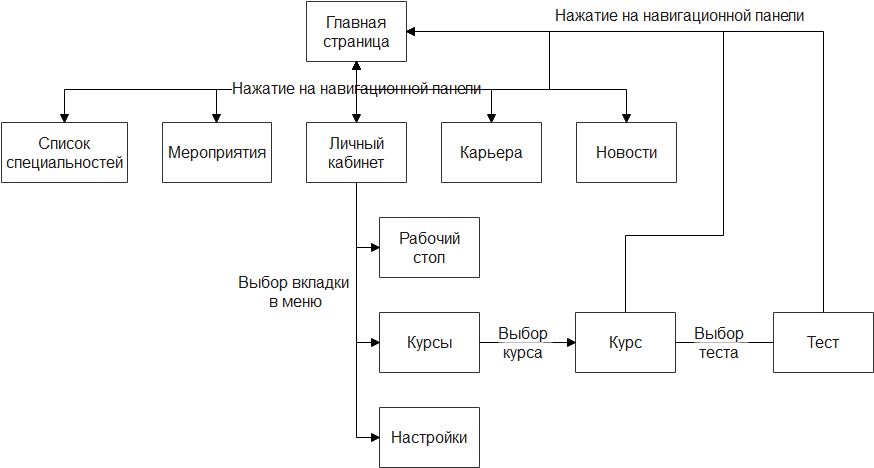 Нажатие на навигационной панели
Главная
страница
Нажатие на навигационной панели
Список
специальностей
Мероприятия
Личный
кабинет
Карьера
Новости
Рабочий
стол
Выбор вкладки
в меню
Курсы
Выбор
курса
Курс
Выбор
теста
Тест
Настройки